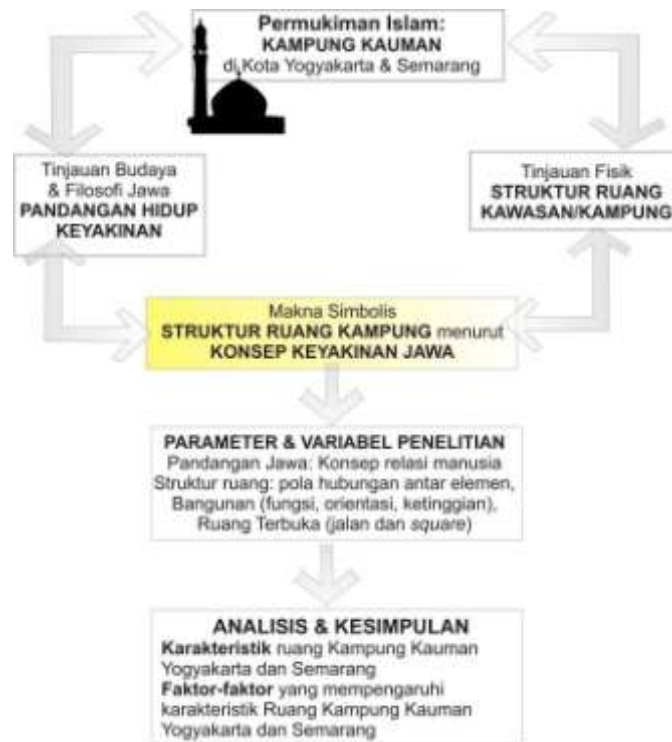 Permukiman Islam:
KAMPUNG KAUMAN
di Kota Yogyakarta & Semarang
Tinjauan Budaya
& Filosofi Jawa
PANDANGAN HIDUP
KEYAKINAN
Tinjauan Fisik
STRUKTUR RUANG
KAWASAN/KAMPUNG
Makna Simbolis
STRUKTUR RUANG KAMPUNG menurut
KONSEP KEYAKINAN JAWA
PARAMETER & VARIABEL PENELITIAN
Pandangan Jawa: Konsep relasi manusia
Struktur ruang: pola hubungan antar elemen,
Bangunan (fungsi, orientasi, ketinggian),
Ruang Terbuka (jalan dan square)
ANALISIS & KESIMPULAN
Karakteristik ruang Kampung Kauman
Yogyakarta dan Semarang
Faktor-faktor yang mempengaruhi
karakteristik Ruang Kampung Kauman
Yogyakarta dan Semarang